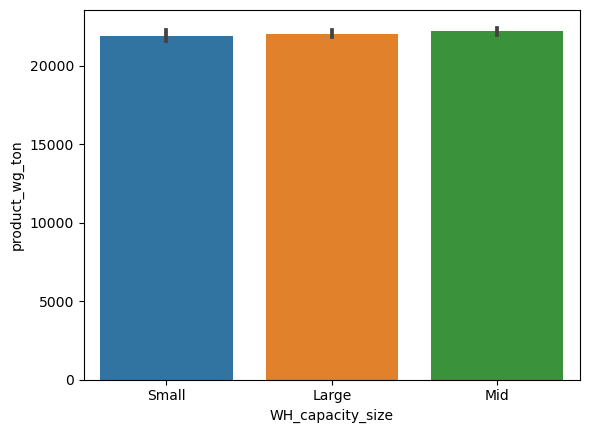 20000
15000
10000
5000
0
product_wg_ton
Small Large Mid
WH_capacity_size